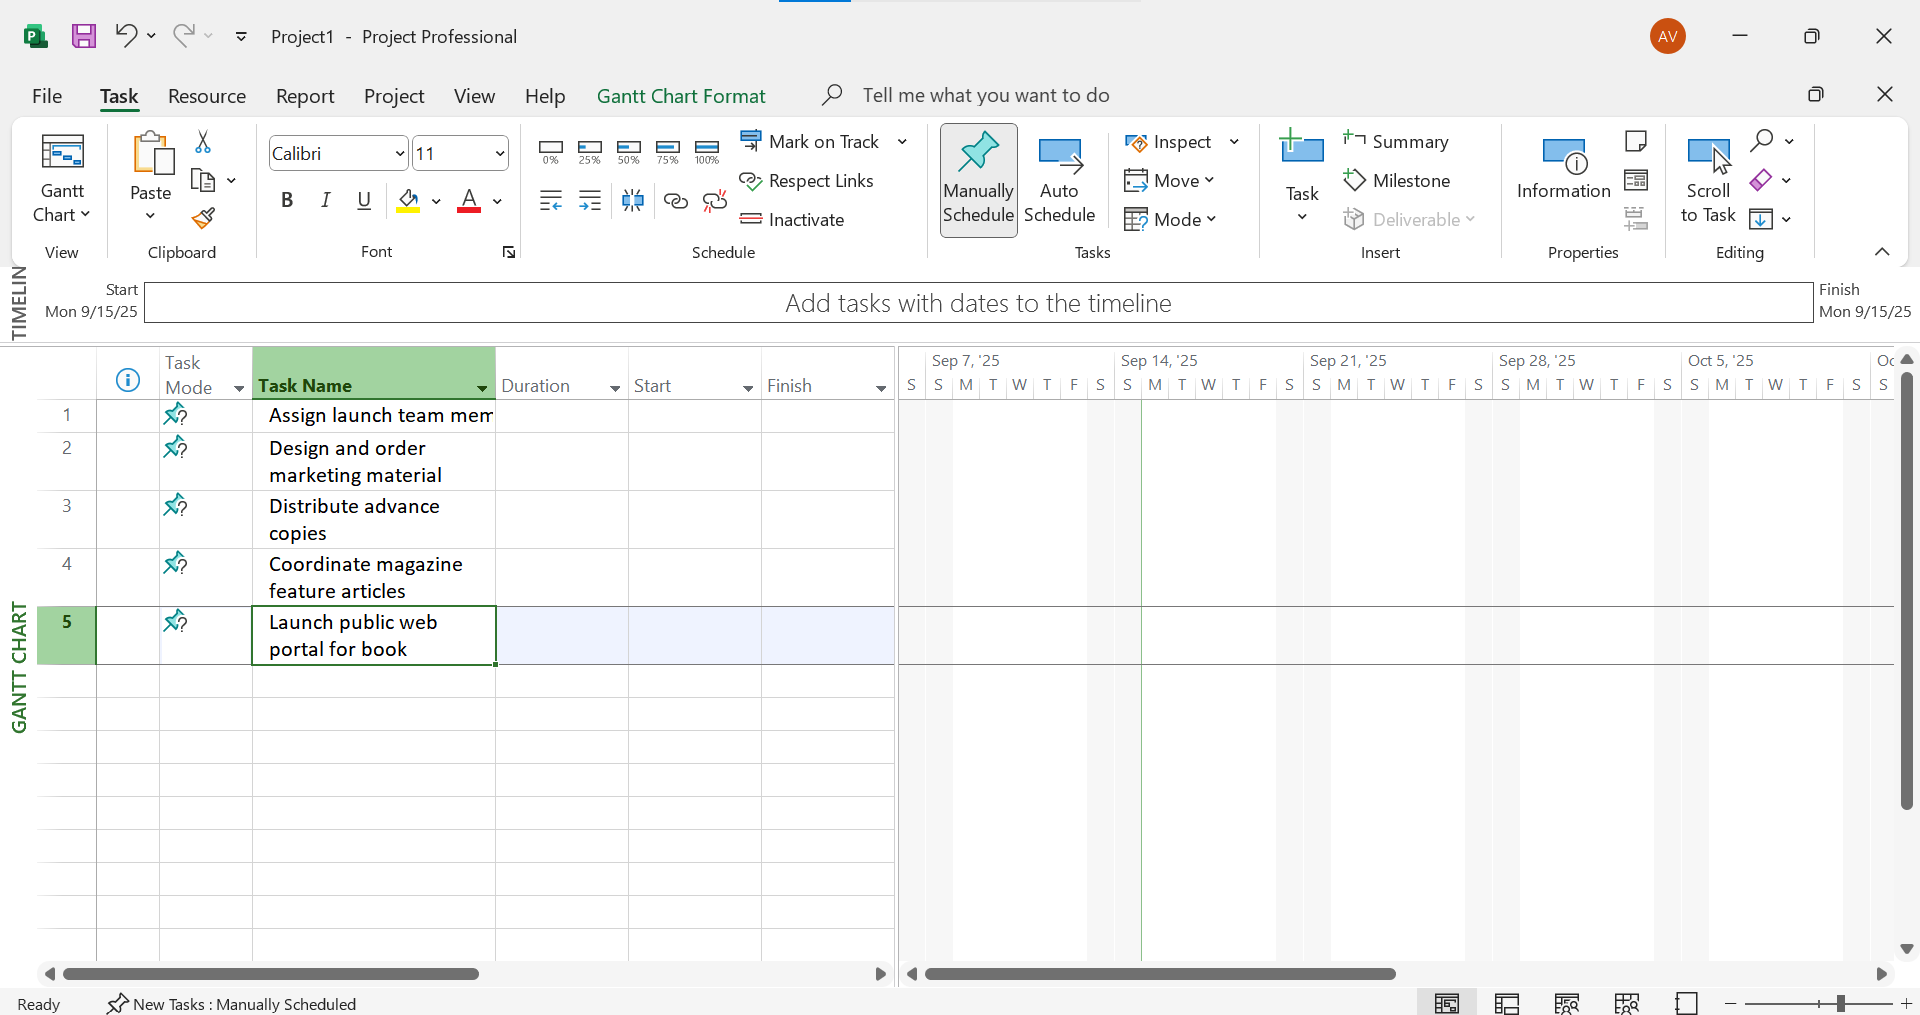 Project1 - Project Professional
AV
File Task Resource Report Project View Help Gantt Chart Format Tell me what you want to do
Gantt
Chart
View
Paste
Clipboard
Calibri 11
B I U A
Font
0% 25% 50% 75% 100%
Mark on Track
Respect Links
Inactivate
Schedule
Manually
Schedule
Auto
Schedule
Inspect
Move
Mode
Tasks
Task
Summary
Milestone
Deliverable
Insert
Information
Properties
Scroll
to Task
Editing
TIMELIN
Start
Mon 9/15/25
Add tasks with dates to the timeline
Finish
Mon 9/15/25
GANTT CHART
Task
Mode
Task Name Duration Start Finish
Sep 7, '25 Sep 14, '25 Sep 21, '25 Sep 28, '25 Oct 5, '25 Oc
S S M T W T F S S M T W T F S S M T W T F S S M T W T F S S M T W T F S S
1 Assign launch team mem
2 Design and order
marketing material
3 Distribute advance
copies
4 Coordinate magazine
feature articles
5 Launch public web
portal for book
Ready New Tasks : Manually Scheduled